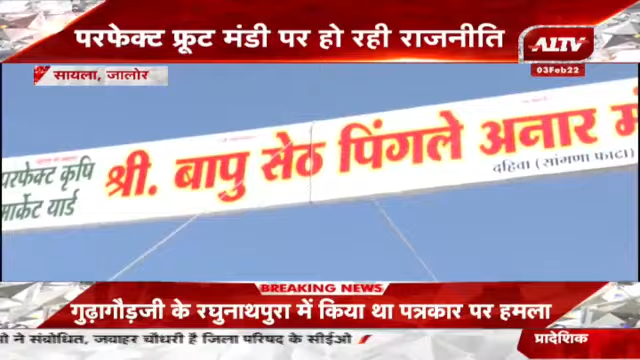 परफेक्ट फ्रूट मंडी पर हो रही राजनीति
ALTV
03Feb22
सायला, जालोर
परफेक्ट कृषि
मार्केट यार्ड
श्री. बापु सेठ पिंगले अनार
दहिवा (सांगणा फाटा)
BREAKING NEWS
गुढ़ागौड़जी के रघुनाथपुरा में किया था पत्रकार पर हमला
ने संबोधित, जवाहर चौधरी है जिला परिषद के सीईओ
प्रादेशिक